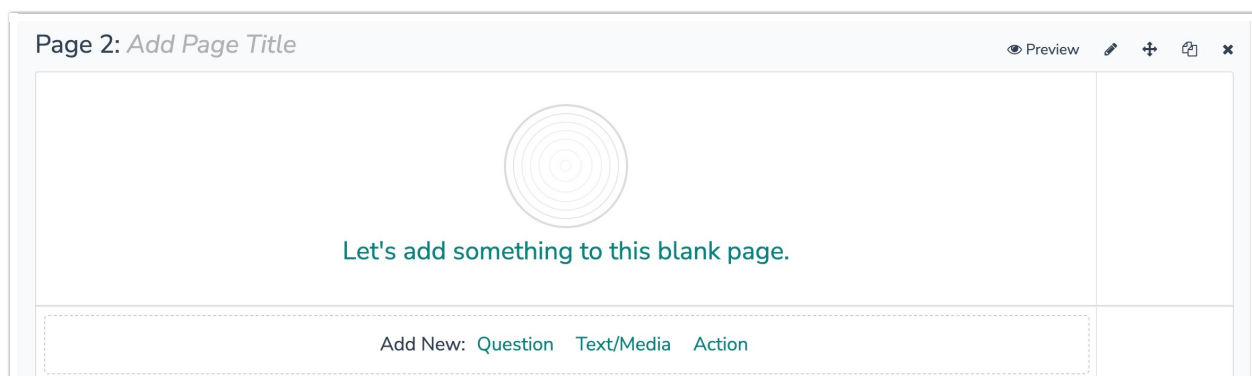 Page 2: Add Page Title
Preview
Let's add something to this blank page.
Add New: Question Text/Media Action